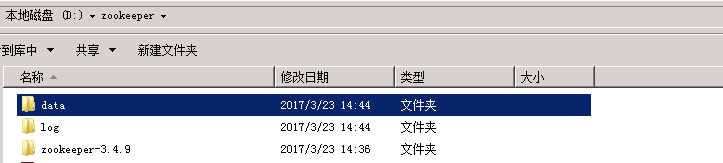 本地磁盘 (D:) ▸ zookeeper ▸
到库中 ▾ 共享 ▾ 新建文件夹
名称 修改日期 类型 大小
data 2017/3/23 14:44 文件夹
log 2017/3/23 14:44 文件夹
zookeeper-3.4.9 2017/3/23 14:36 文件夹